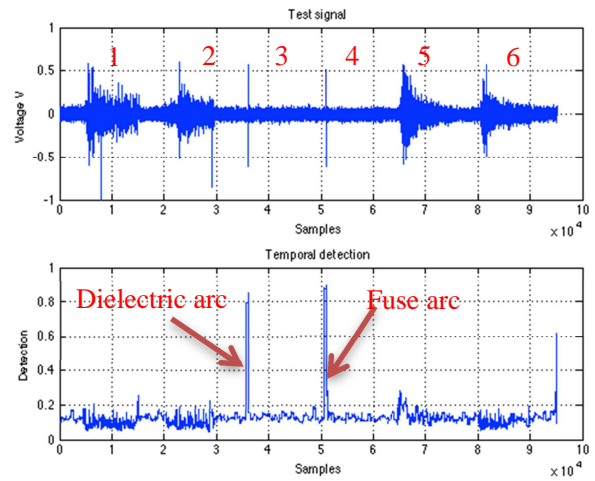 Test signal
1 2 3 4 5 6
Voltage V
1
0.5
0
-0.5
-1
0 1 2 3 4 5 6 7 8 9 10
Samples
x 10^4
Temporal detection
Dielectric arc
Fuse arc
Detection
1
0.8
0.6
0.4
0.2
0
0 1 2 3 4 5 6 7 8 9 10
Samples
x 10^4